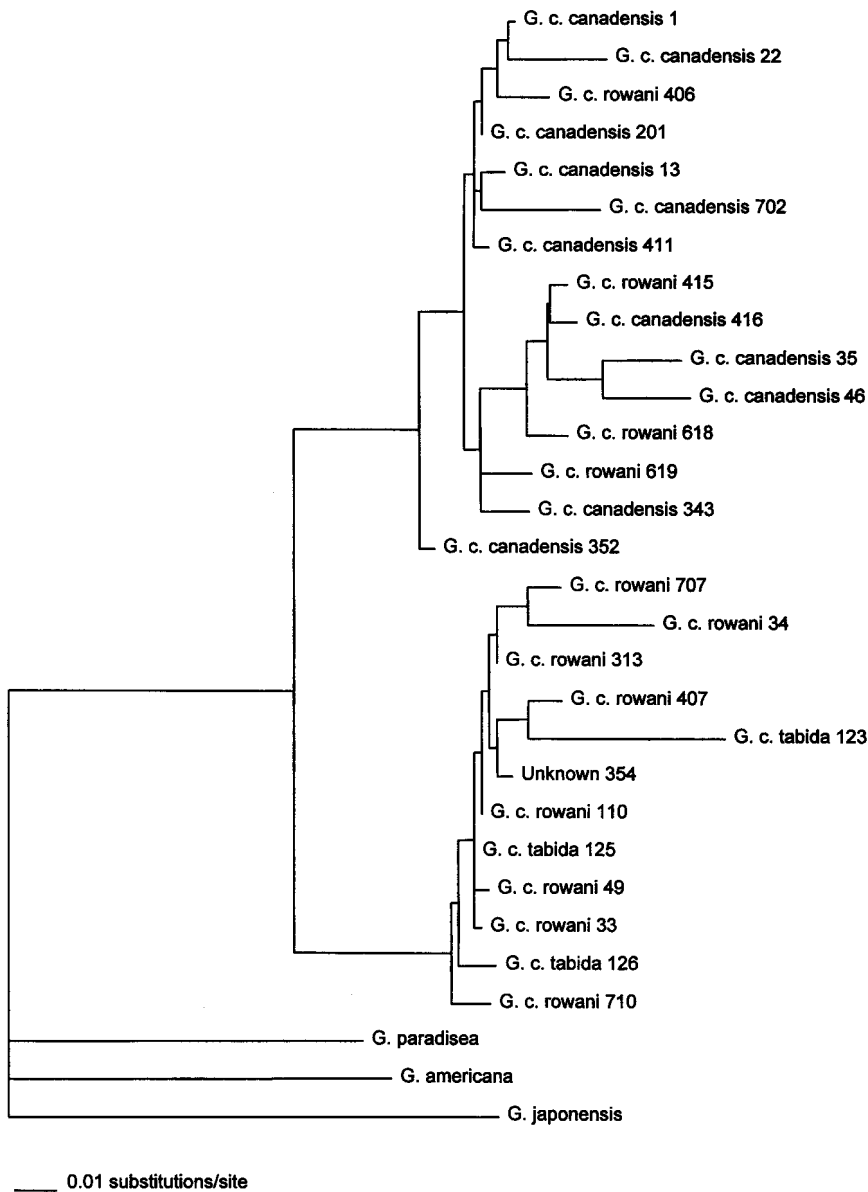 G. c. canadensis 1
G. c. canadensis 22
G. c. rowani 406
G. c. canadensis 201
G. c. canadensis 13
G. c. canadensis 702
G. c. canadensis 411
G. c. rowani 415
G. c. canadensis 416
G. c. canadensis 35
G. c. canadensis 46
G. c. rowani 618
G. c. rowani 619
G. c. canadensis 343
G. c. canadensis 352
G. c. rowani 707
G. c. rowani 34
G. c. rowani 313
G. c. rowani 407
G. c. tabida 123
Unknown 354
G. c. rowani 110
G. c. tabida 125
G. c. rowani 49
G. c. rowani 33
G. c. tabida 126
G. c. rowani 710
G. paradisea
G. americana
G. japonensis
0.01 substitutions/site